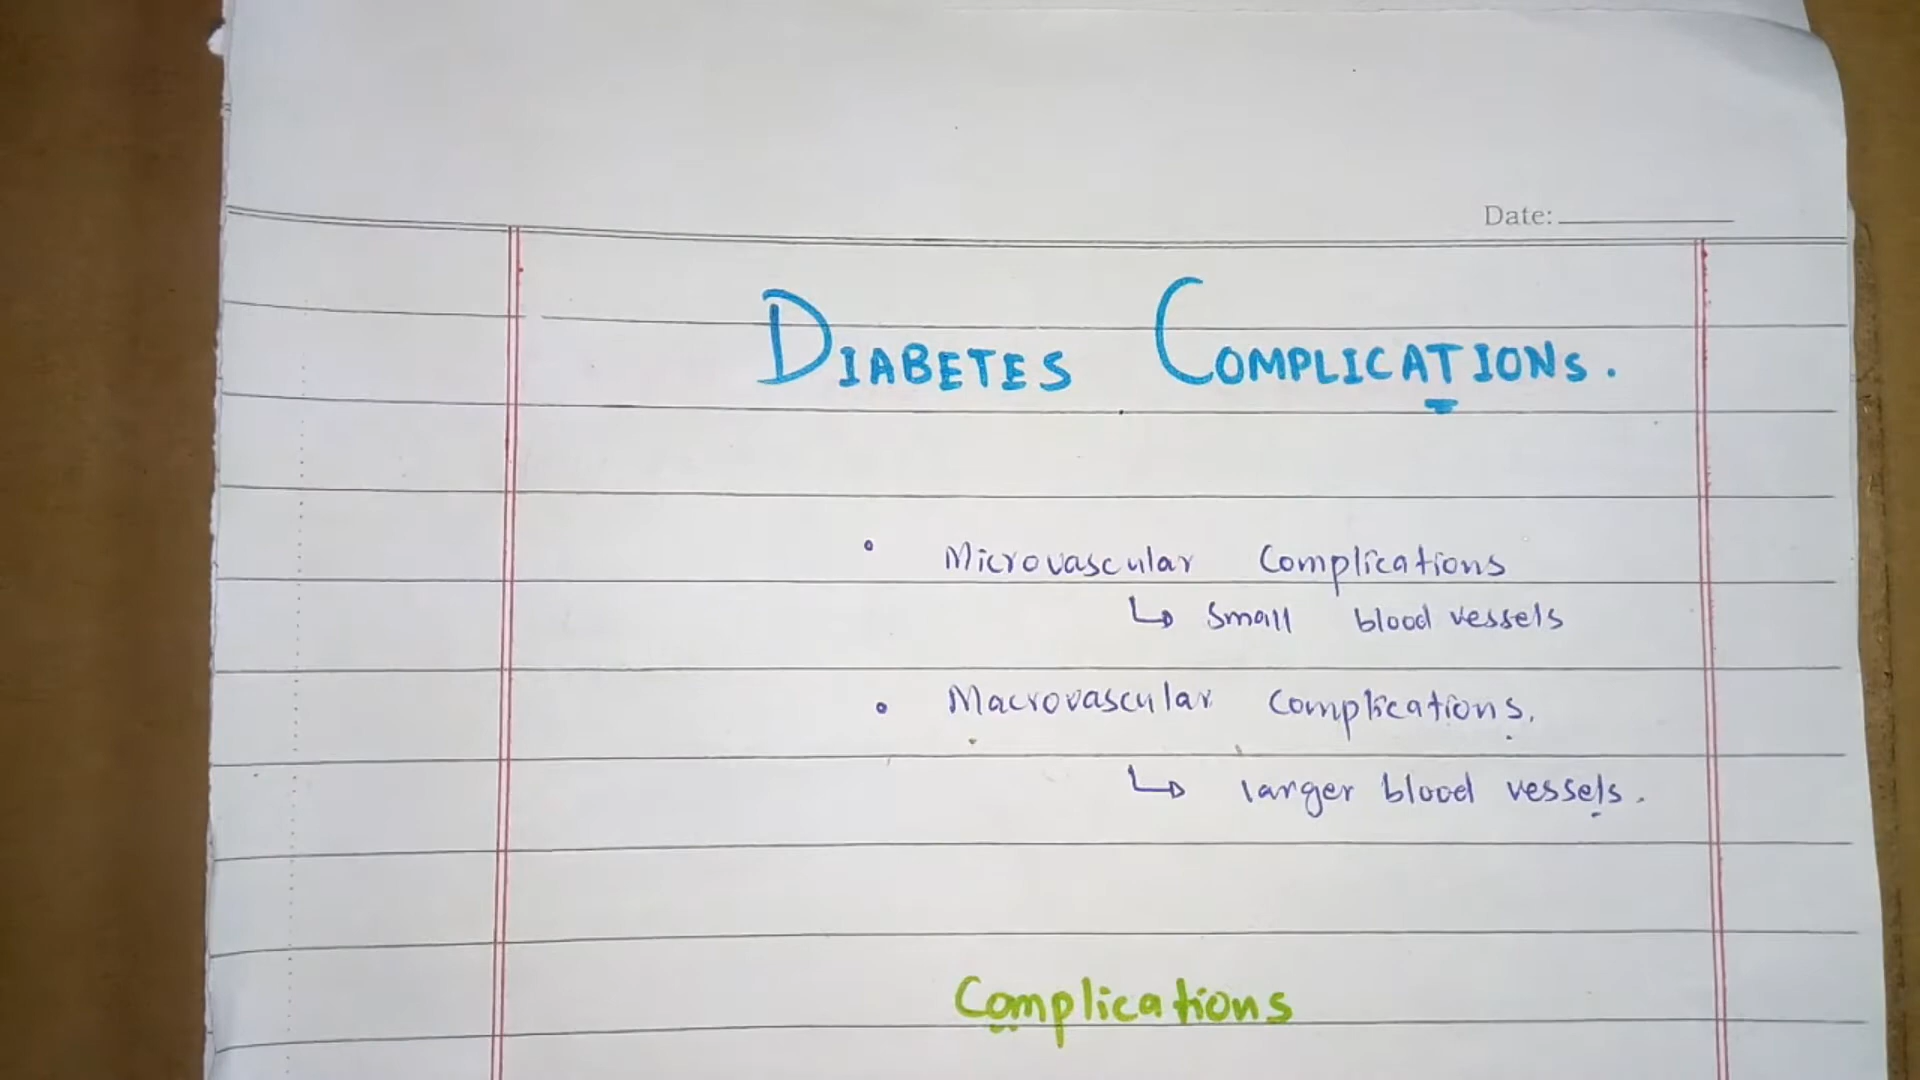 Date:
DIABETES COMPLICATIONS.
• Microvascular Complications
↳ small blood vessels
• Macrovascular Complications.
↳ larger blood vessels.
Complications